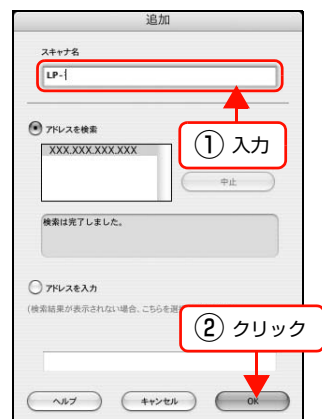 追加
スキャナ名
LP-
① 入力
アドレスを検索
XXX.XXX.XXX.XXX
中止
検索は完了しました。
アドレスを入力
(検索結果が表示されない場合、こちらを選
② クリック
ヘルプ
キャンセル
OK